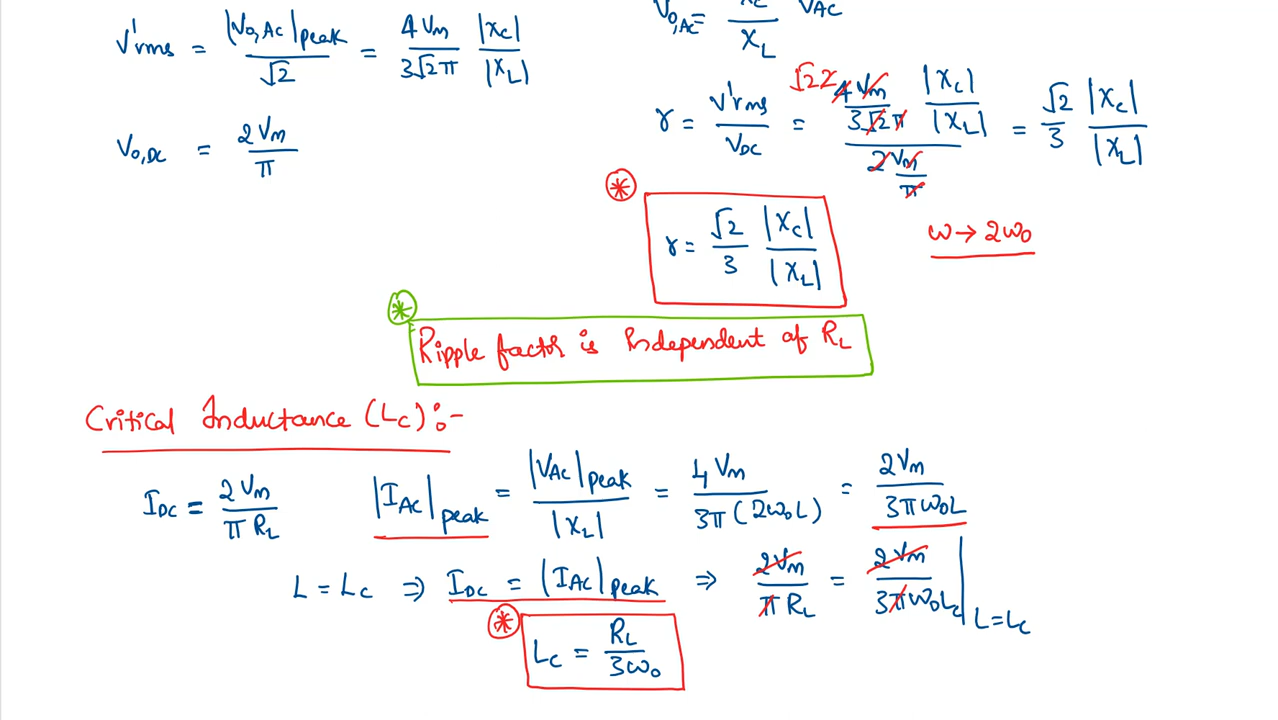 V'rms = |V₀,AC|peak / √2 = 4Vm / 3√2π |Xc| / |XL|
V₀,AC = Xc / XL VAC
γ = V'rms / VDC = √2 2 4Vm / 3√2π |Xc| / |XL| / 2Vm / π = √2 / 3 |Xc| / |XL|
V₀,DC = 2Vm / π
* γ = √2 / 3 |Xc| / |XL|
ω → 2ω₀
* Ripple factor is Independent of RL
Critical Inductance (Lc):-
IDC = 2Vm / πRL |IAC|peak = |VAC|peak / |XL| = 4Vm / 3π(2ω₀L) = 2Vm / 3πω₀L
L = Lc ⇒ IDC = |IAC|peak ⇒ 2Vm / πRL = 2Vm / 3πω₀Lc | L=Lc
* Lc = RL / 3ω₀